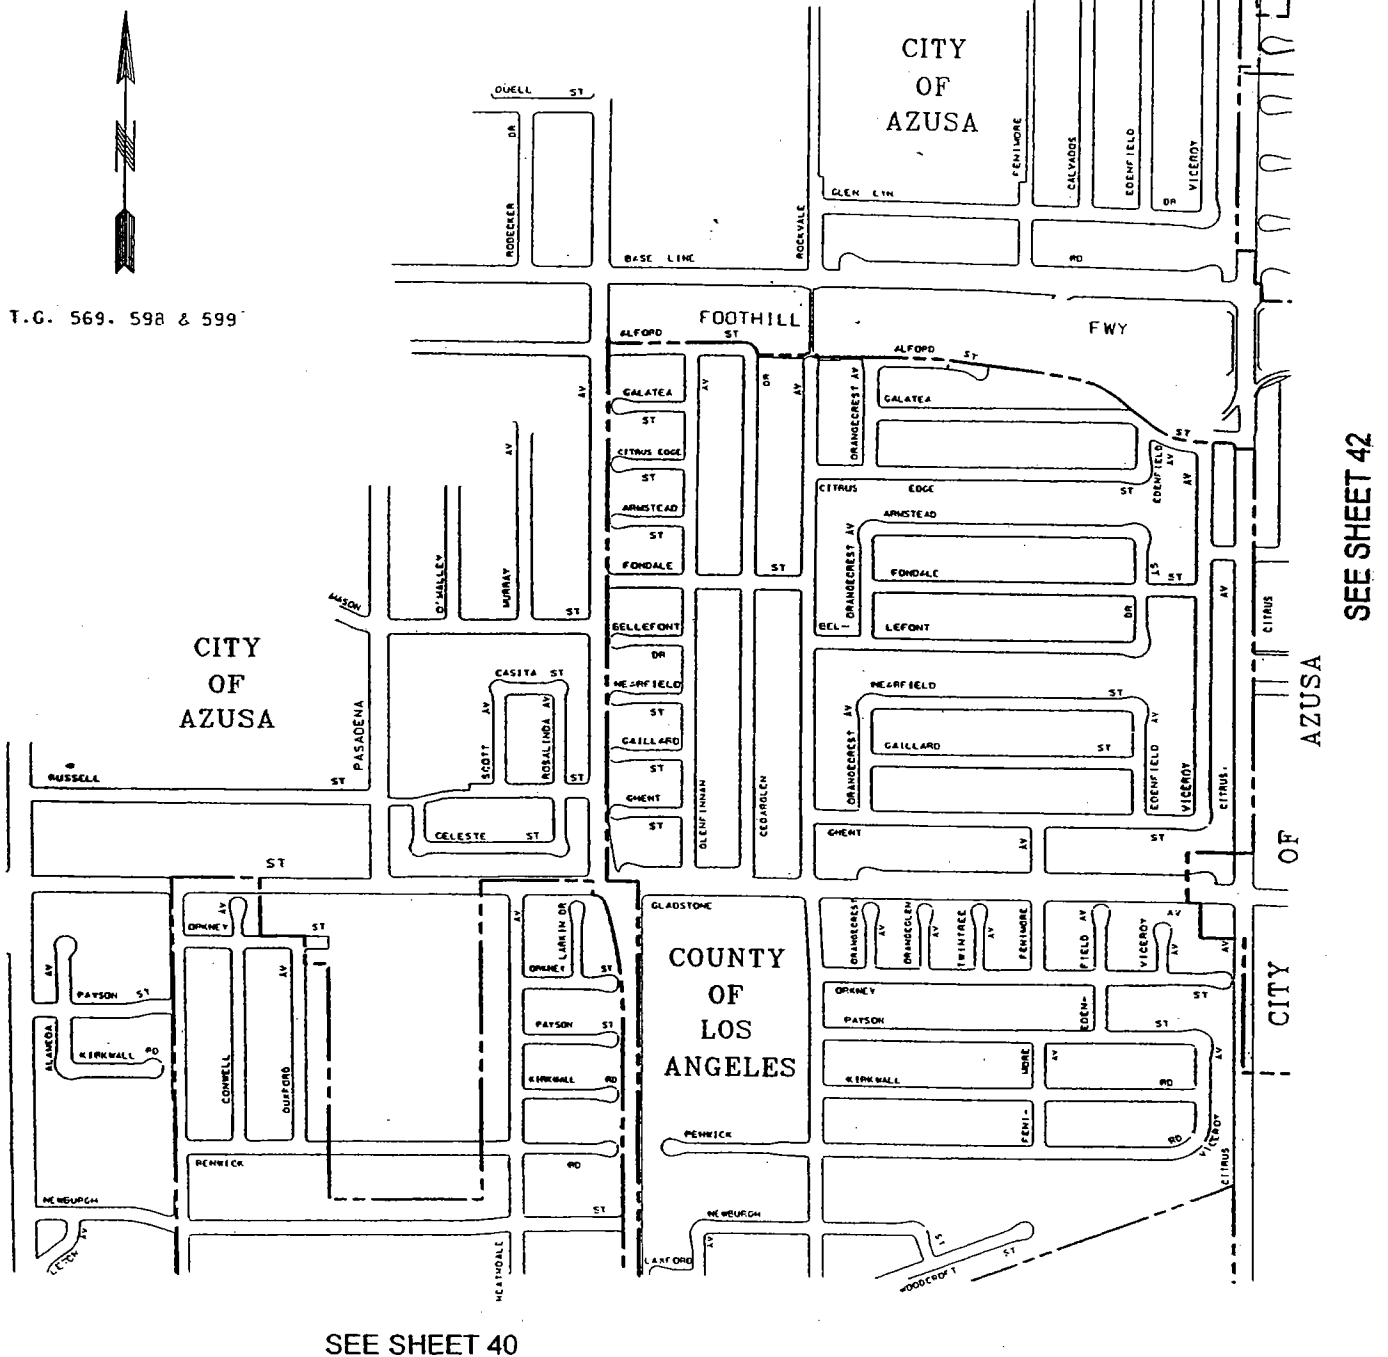 CITY
OF
AZUSA
DUELL ST
RODECKER DR
FENIMORE
CALVADOS
EDENFIELD
VICEROY
GLEN LYN DR
ROCKVALE
BASE LINE RD
T.G. 569. 598 & 599
FOOTHILL FWY
ALFORD ST
ALFORD ST
ST
AV
GALATEA
ST
CITRUS EDGE
ST
ARMSTEAD
ST
FONDALE ST
AV
DR
AV
ORANGECREST AV
GALATEA
CITRUS EDGE ST
EDENFIELD AV
AV
ARMSTEAD
ORANGECREST AV
FONDALE ST
ST
BEL-LEFONT DR
SEE SHEET 42
AV
O'MALLEY
MURRAY
ST
MASON
BELLEFONT
DR
NEARFIELD
ST
GAILLARD
ST
GHENT
ST
GLENFINNAN
CEDARGLEN
CITY
OF
AZUSA
PASADENA
CASITA ST
SCOTT AV
ROSALINDA AV
ST
CELESTE ST
RUSSELL ST
NEARFIELD ST
ORANGECREST AV
GAILLARD ST
EDENFIELD AV
VICEROY
CITRUS
AV
CITRUS
GHENT ST
AV
AZUSA
OF
CITY
ST
GLADSTONE
AV
ORKNEY
AV
ST
AV
LARKIN DR
ORKNEY ST
PAYSON ST
KIRKWALL RD
AV
PAYSON ST
ALAMEDA
KIRKWALL RD
CONWELL
DUXFORD
COUNTY
OF
LOS
ANGELES
ORANGECREST
AV
ORANGEGLEN
AV
TWINTREE
AV
FENIMORE
FIELD AV
VICEROY
AV
AV
AV
ORKNEY
ST
EDEN-
PAYSON
ST
AV
MORE
AV
KIRKWALL
RD
FENI-
RENWICK
RD
VICEROY
CITRUS
RENWICK
RD
NEWBURGH
ST
LEECH AV
HEATHDALE
NEWBURGH
AV
LAXFORD
ST
WOODCROFT ST
SEE SHEET 40